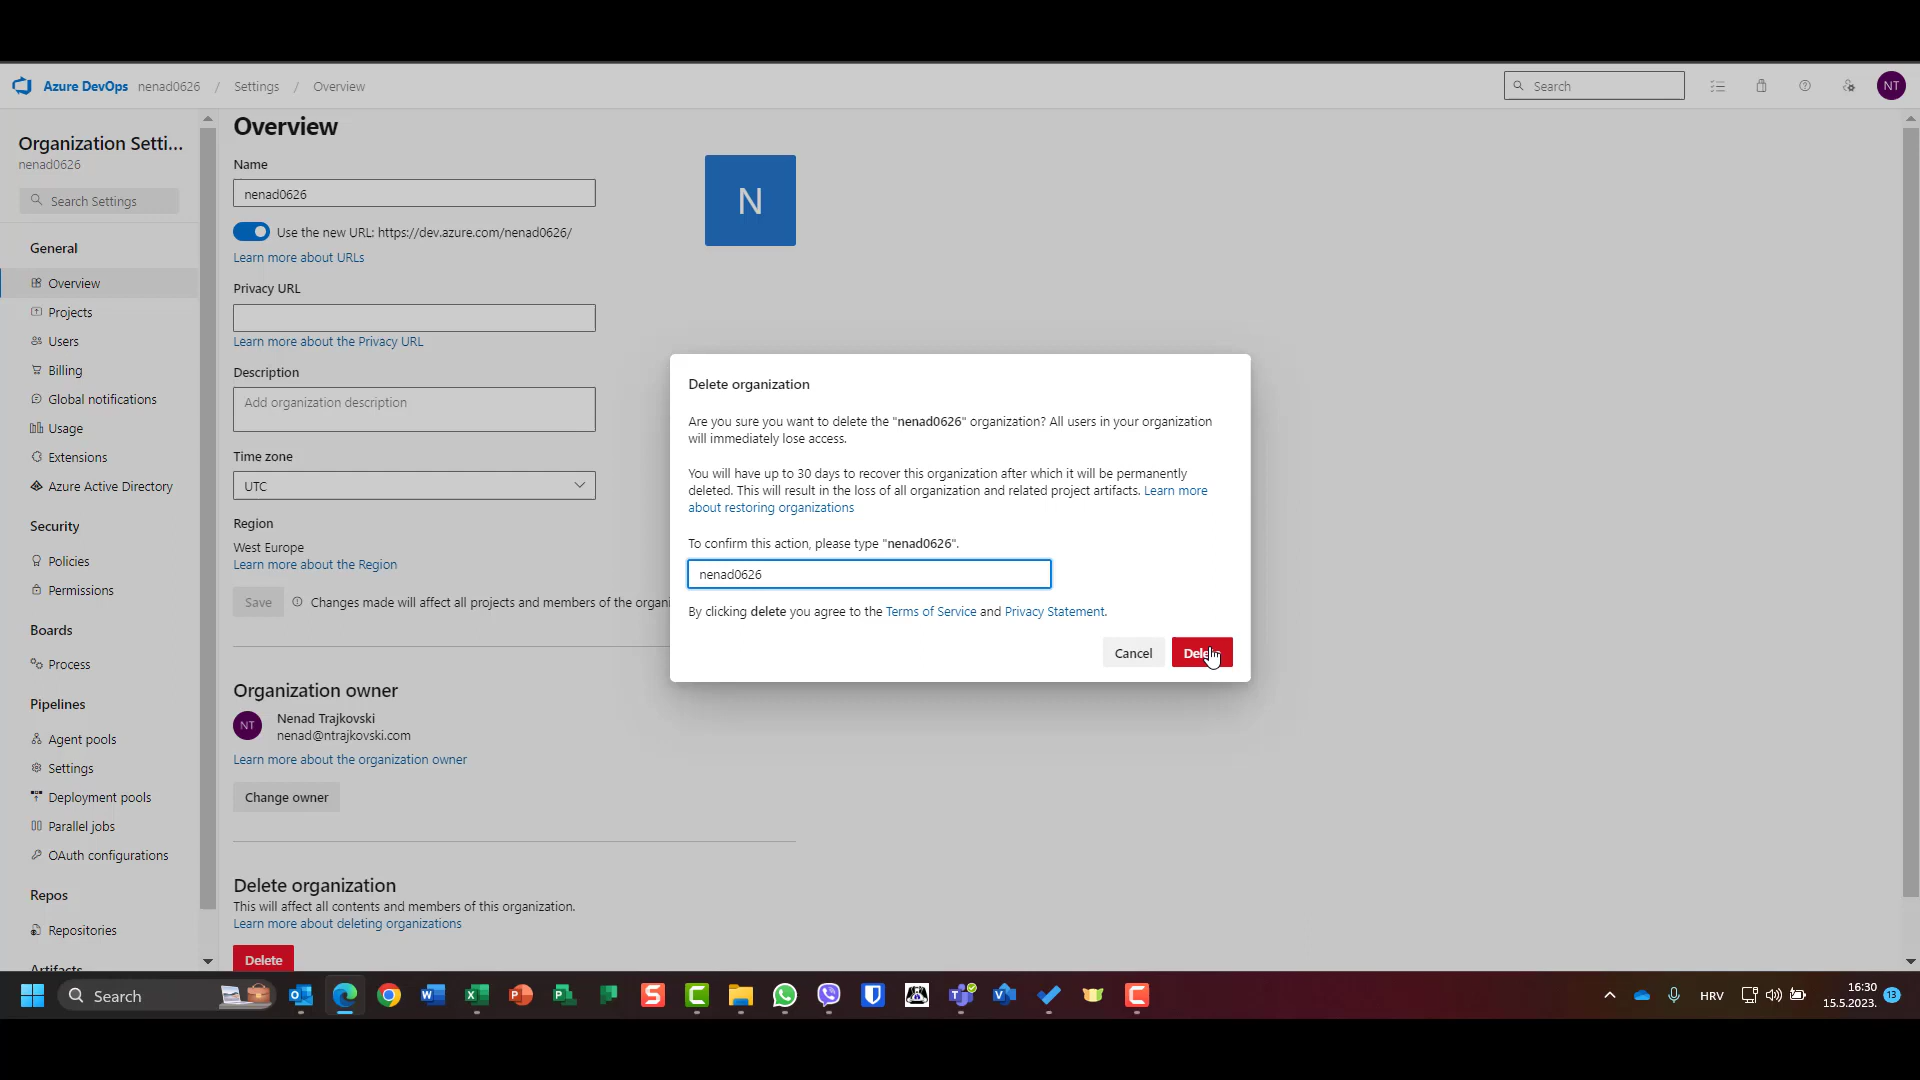 Azure DevOps nenad0626 / Settings / Overview
Search
NT
Organization Setti...
nenad0626
Search Settings
General
Overview
Projects
Users
Billing
Global notifications
Usage
Extensions
Azure Active Directory
Security
Policies
Permissions
Boards
Process
Pipelines
Agent pools
Settings
Deployment pools
Parallel jobs
OAuth configurations
Repos
Repositories
Artifacts
Overview
Name
nenad0626
Use the new URL: https://dev.azure.com/nenad0626/
Learn more about URLs
N
Privacy URL
Learn more about the Privacy URL
Description
Add organization description
Time zone
UTC
Region
West Europe
Learn more about the Region
Save
Changes made will affect all projects and members of the organi
Organization owner
NT
Nenad Trajkovski
nenad@ntrajkovski.com
Learn more about the organization owner
Change owner
Delete organization
This will affect all contents and members of this organization.
Learn more about deleting organizations
Delete
Delete organization
Are you sure you want to delete the "nenad0626" organization? All users in your organization
will immediately lose access.
You will have up to 30 days to recover this organization after which it will be permanently
deleted. This will result in the loss of all organization and related project artifacts. Learn more
about restoring organizations
To confirm this action, please type "nenad0626".
nenad0626
By clicking delete you agree to the Terms of Service and Privacy Statement.
Cancel
Delete
Search
HRV
16:30
15.5.2023.
13